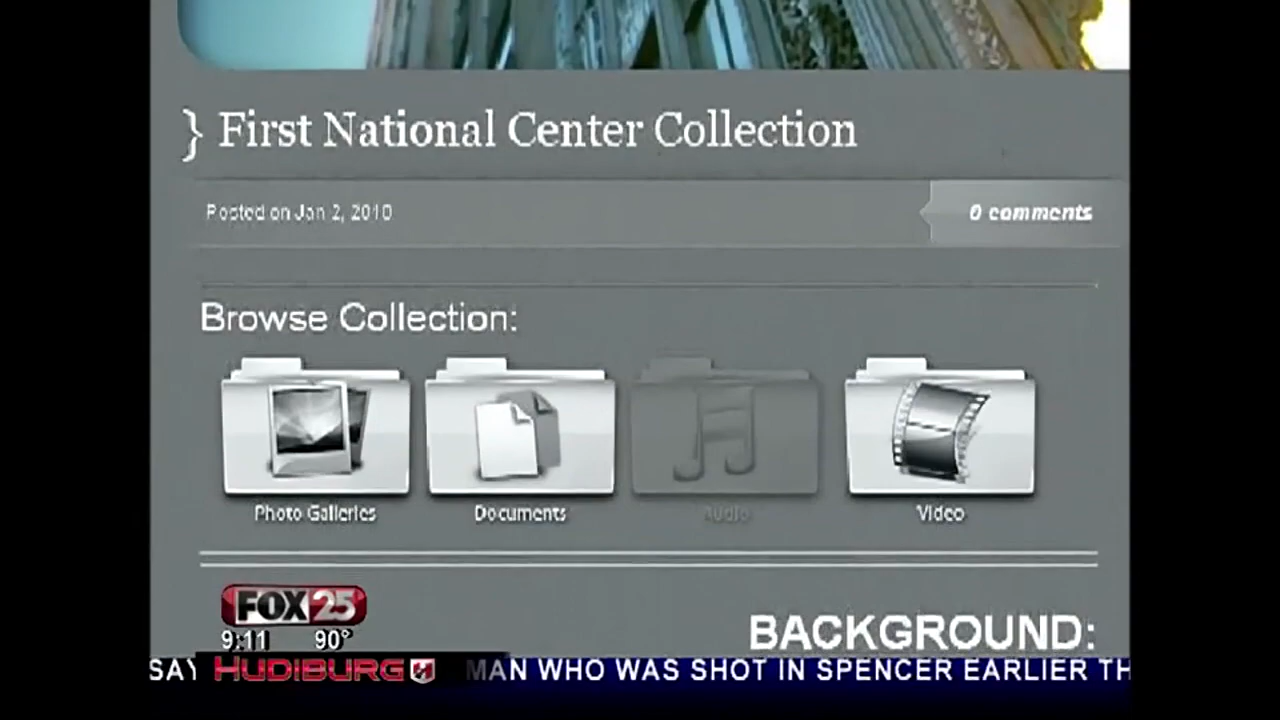 } First National Center Collection
Posted on Jan 2, 2010
0 comments
Browse Collection:
Photo Galleries
Documents
Audio
Video
FOX 25
9:11 90°
BACKGROUND:
SAY HUDIBURG MAN WHO WAS SHOT IN SPENCER EARLIER TH